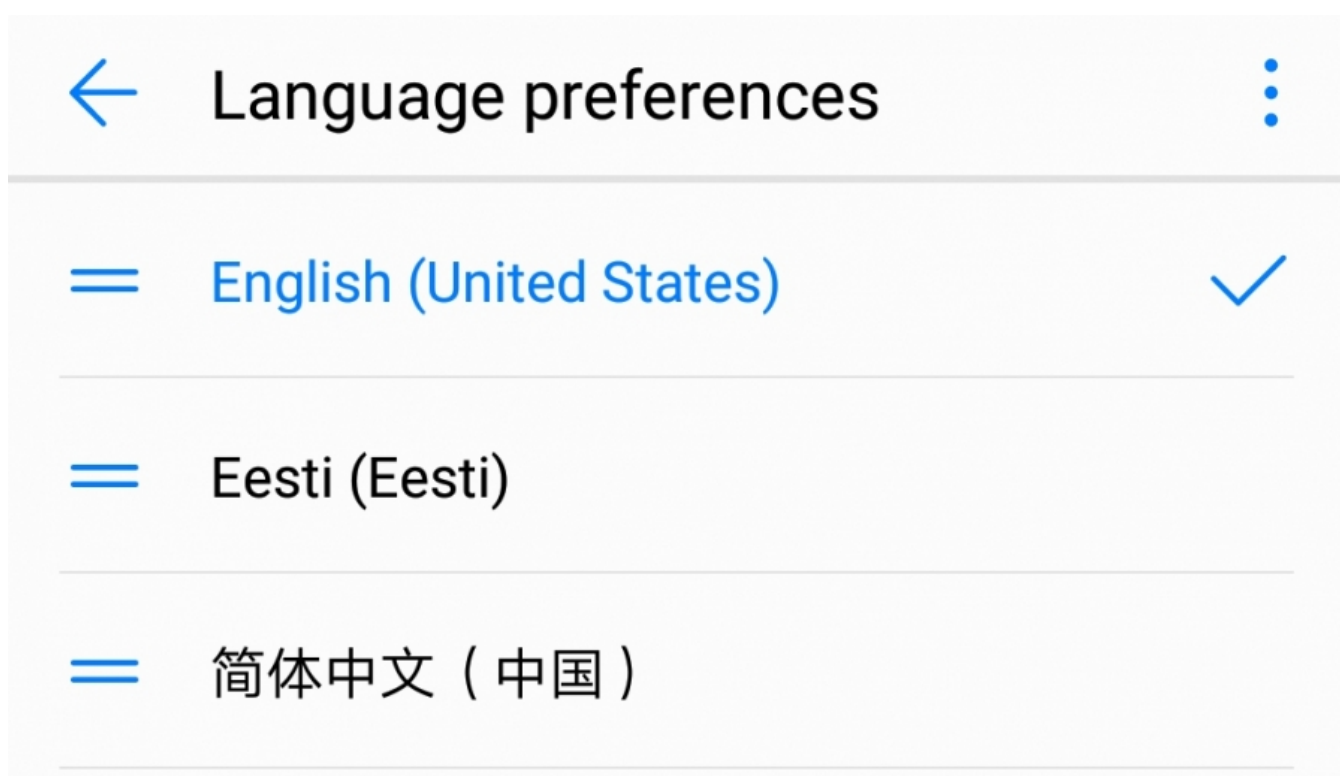 Language preferences
English (United States)
Eesti (Eesti)
简体中文（中国）